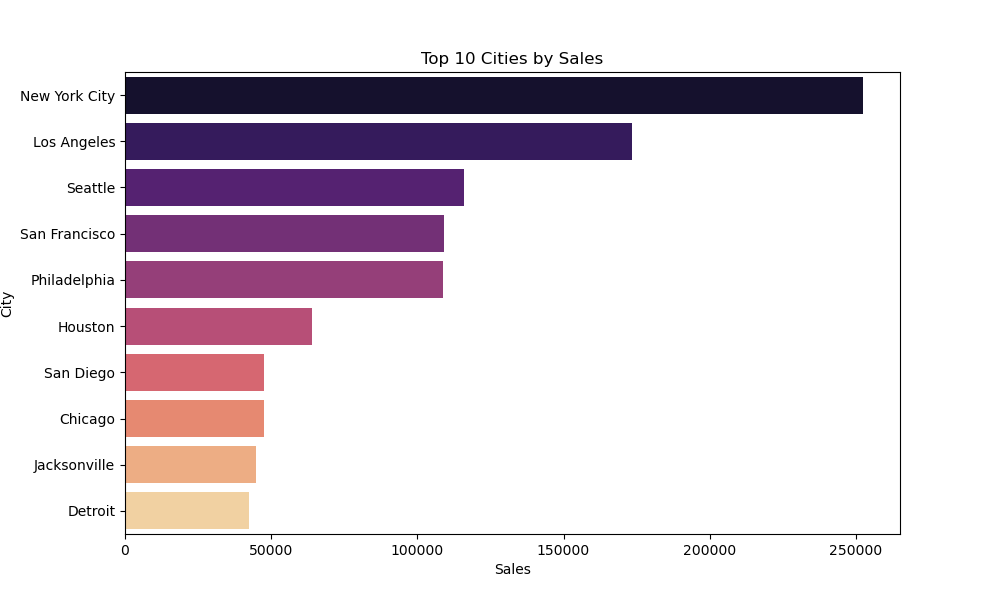 Top 10 Cities by Sales
City
New York City
Los Angeles
Seattle
San Francisco
Philadelphia
Houston
San Diego
Chicago
Jacksonville
Detroit
0 50000 100000 150000 200000 250000
Sales